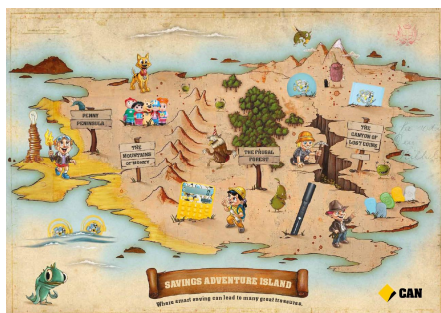 PENNY
PENINSULA
THE
MOUNTAINS
OF MONEY
THE FRUGAL
FOREST
THE
CANYON OF
LOST COINS
SAVINGS ADVENTURE ISLAND
Where smart saving can lead to many great treasures.
CAN